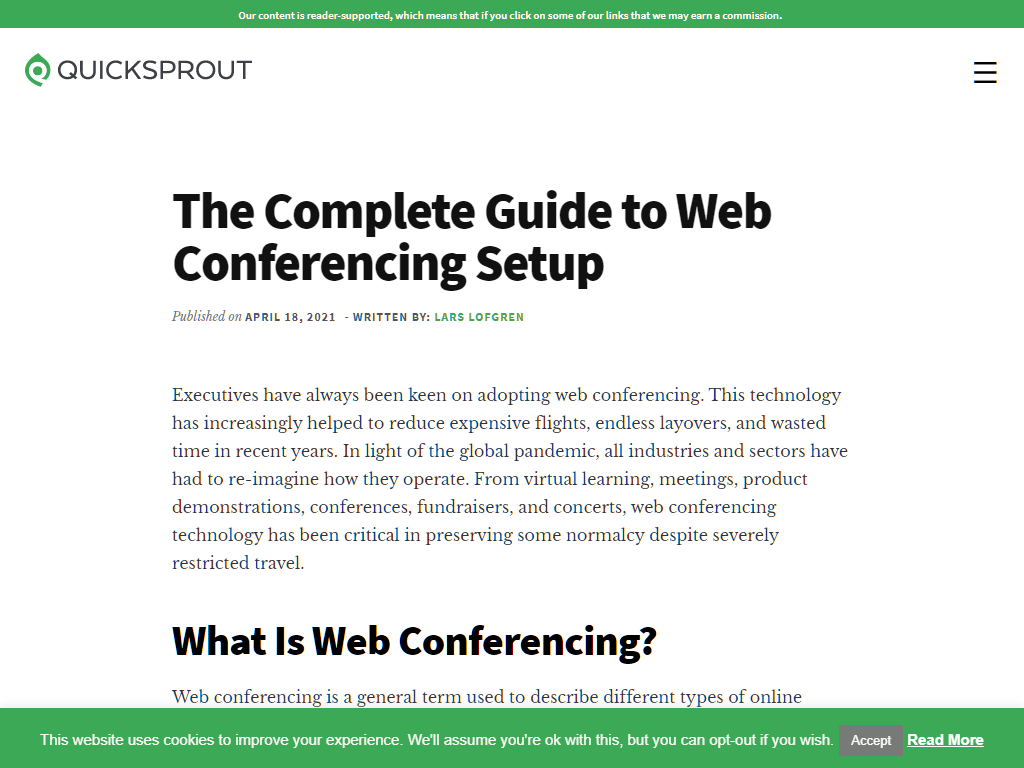 Our content is reader-supported, which means that if you click on some of our links that we may earn a commission.
QUICKSPROUT
The Complete Guide to Web
Conferencing Setup
Published on APRIL 18, 2021 - WRITTEN BY: LARS LOFGREN
Executives have always been keen on adopting web conferencing. This technology
has increasingly helped to reduce expensive flights, endless layovers, and wasted
time in recent years. In light of the global pandemic, all industries and sectors have
had to re-imagine how they operate. From virtual learning, meetings, product
demonstrations, conferences, fundraisers, and concerts, web conferencing
technology has been critical in preserving some normalcy despite severely
restricted travel.
What Is Web Conferencing?
Web conferencing is a general term used to describe different types of online
This website uses cookies to improve your experience. We'll assume you're ok with this, but you can opt-out if you wish. Accept Read More